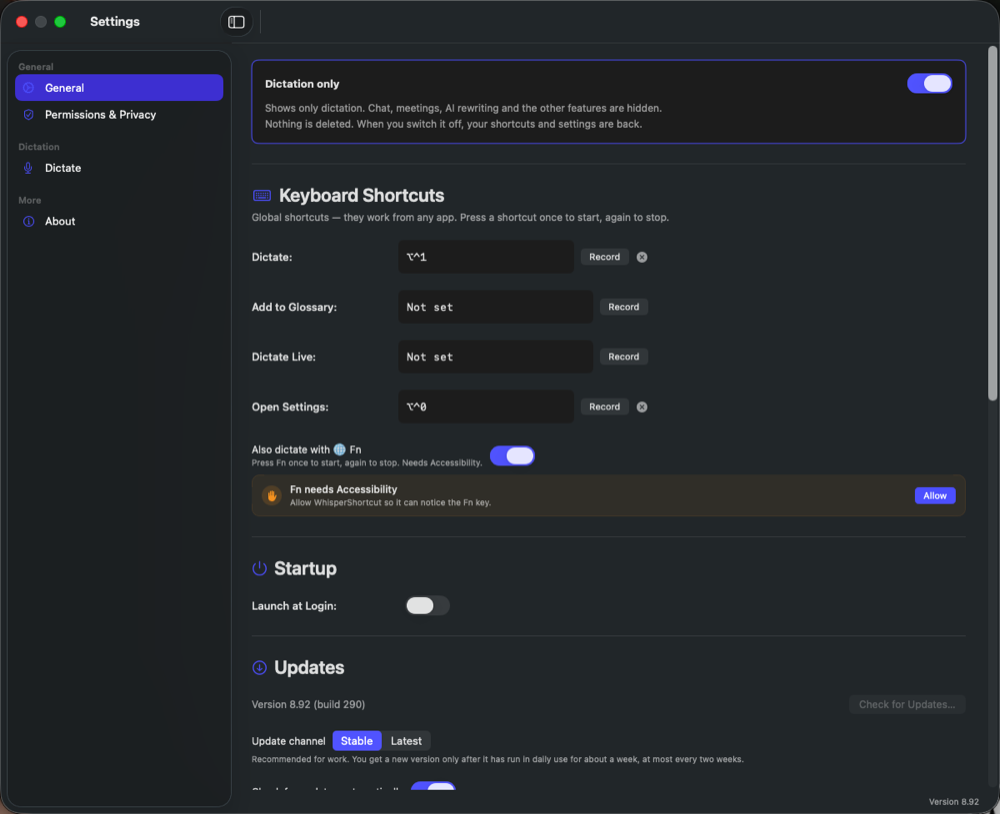 Settings
General
General
Permissions & Privacy
Dictation
Dictate
More
About
Dictation only
Shows only dictation. Chat, meetings, AI rewriting and the other features are hidden.
Nothing is deleted. When you switch it off, your shortcuts and settings are back.
Keyboard Shortcuts
Global shortcuts — they work from any app. Press a shortcut once to start, again to stop.
Dictate: ⌥^1 Record
Add to Glossary: Not set Record
Dictate Live: Not set Record
Open Settings: ⌥^0 Record
Also dictate with 🌐 Fn
Press Fn once to start, again to stop. Needs Accessibility.
Fn needs Accessibility
Allow WhisperShortcut so it can notice the Fn key.
Allow
Startup
Launch at Login:
Updates
Version 8.92 (build 290)
Check for Updates...
Update channel Stable Latest
Recommended for work. You get a new version only after it has run in daily use for about a week, at most every two weeks.
Version 8.92